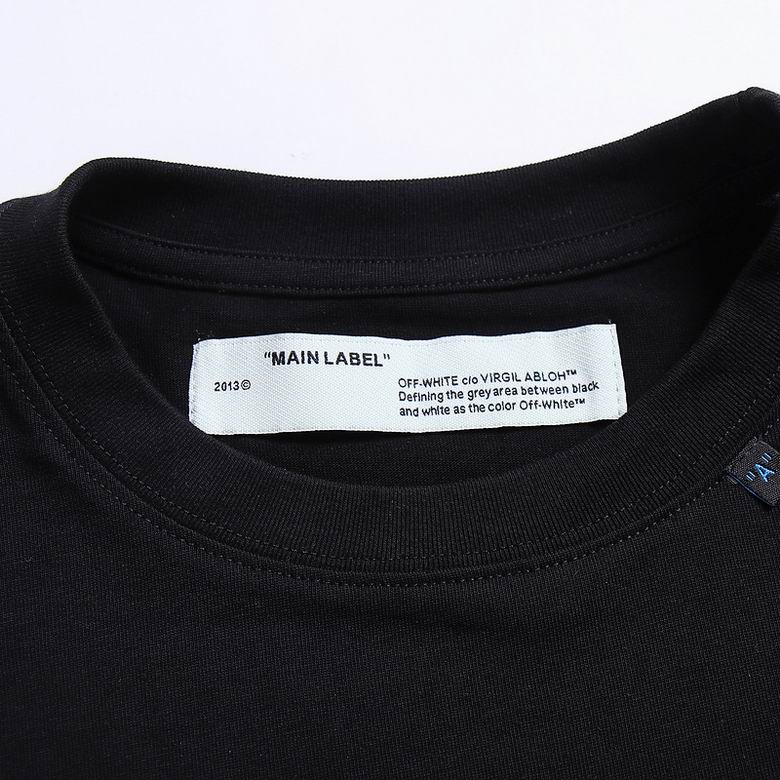 "MAIN LABEL"
2013©
OFF-WHITE c/o VIRGIL ABLOH™
Defining the grey area between black
and white as the color Off-White™
"A"